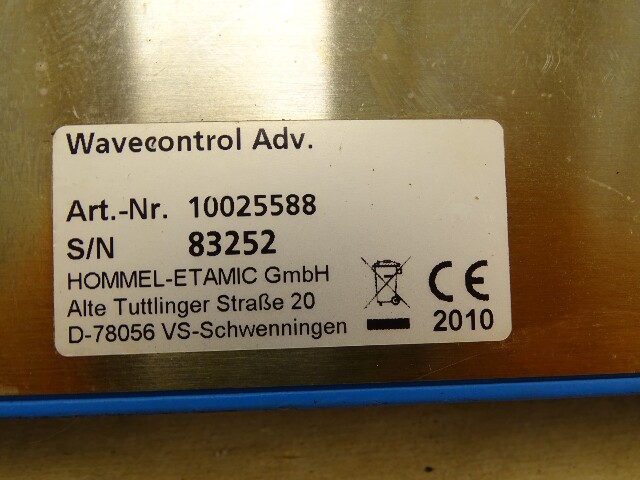 Wavecontrol Adv.
Art.-Nr. 10025588
S/N 83252
HOMMEL-ETAMIC GmbH
Alte Tuttlinger Straße 20
D-78056 VS-Schwenningen
CE
2010